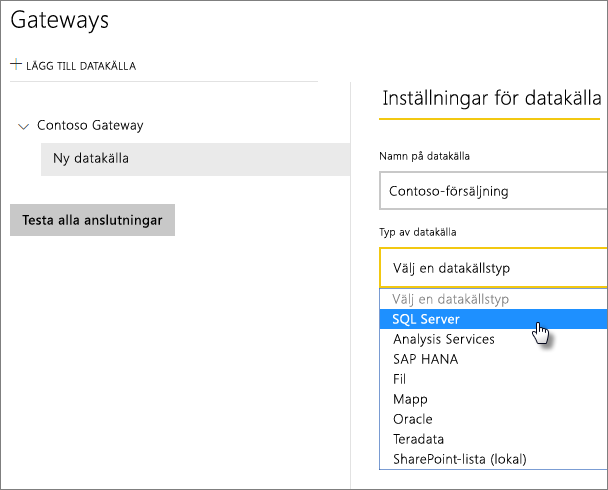 Gateways
+ LÄGG TILL DATAKÄLLA
Contoso Gateway
Ny datakälla
Testa alla anslutningar
Inställningar för datakälla
Namn på datakälla
Contoso-försäljning
Typ av datakälla
Välj en datakällstyp
Välj en datakällstyp
SQL Server
Analysis Services
SAP HANA
Fil
Mapp
Oracle
Teradata
SharePoint-lista (lokal)